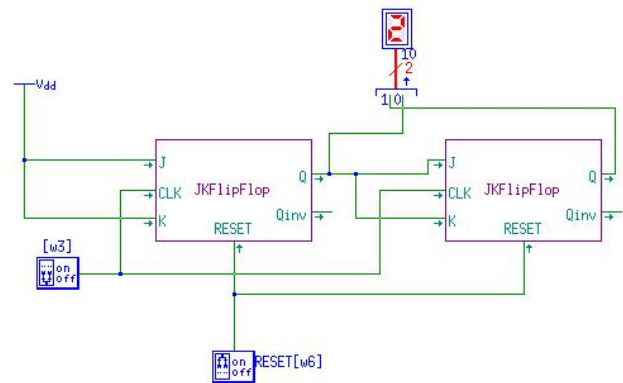 2
10
2
Vdd
1 0
J
CLK
K
JKFlipFlop
Q
Qinv
RESET
J
CLK
K
JKFlipFlop
Q
Qinv
RESET
[w3]
on
off
on
off
RESET[w6]